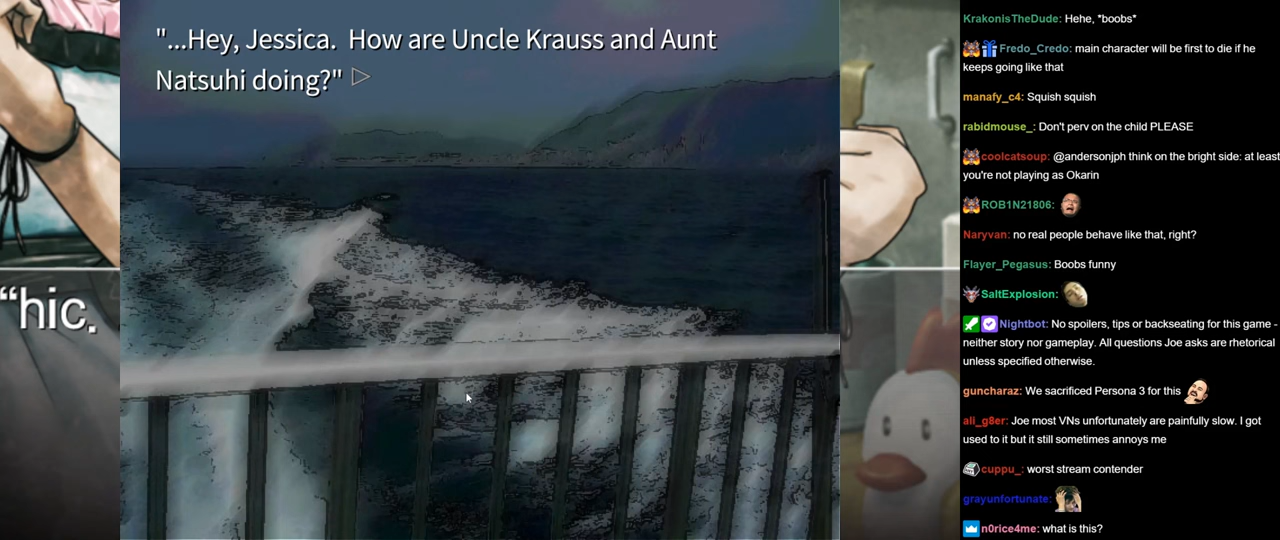 "...Hey, Jessica.  How are Uncle Krauss and Aunt
Natsuhi doing?"
"hic.
KrakonisTheDude: Hehe, *boobs*
Fredo_Credo: main character will be first to die if he
keeps going like that
manafy_c4: Squish squish
rabidmouse_: Don't perv on the child PLEASE
coolcatsoup: @andersonjph think on the bright side: at least
you're not playing as Okarin
ROB1N21806:
Naryvan: no real people behave like that, right?
Flayer_Pegasus: Boobs funny
SaltExplosion:
Nightbot: No spoilers, tips or backseating for this game -
neither story nor gameplay. All questions Joe asks are rhetorical
unless specified otherwise.
guncharaz: We sacrificed Persona 3 for this
ali_g8er: Joe most VNs unfortunately are painfully slow. I got
used to it but it still sometimes annoys me
cuppu_: worst stream contender
grayunfortunate:
n0rice4me: what is this?